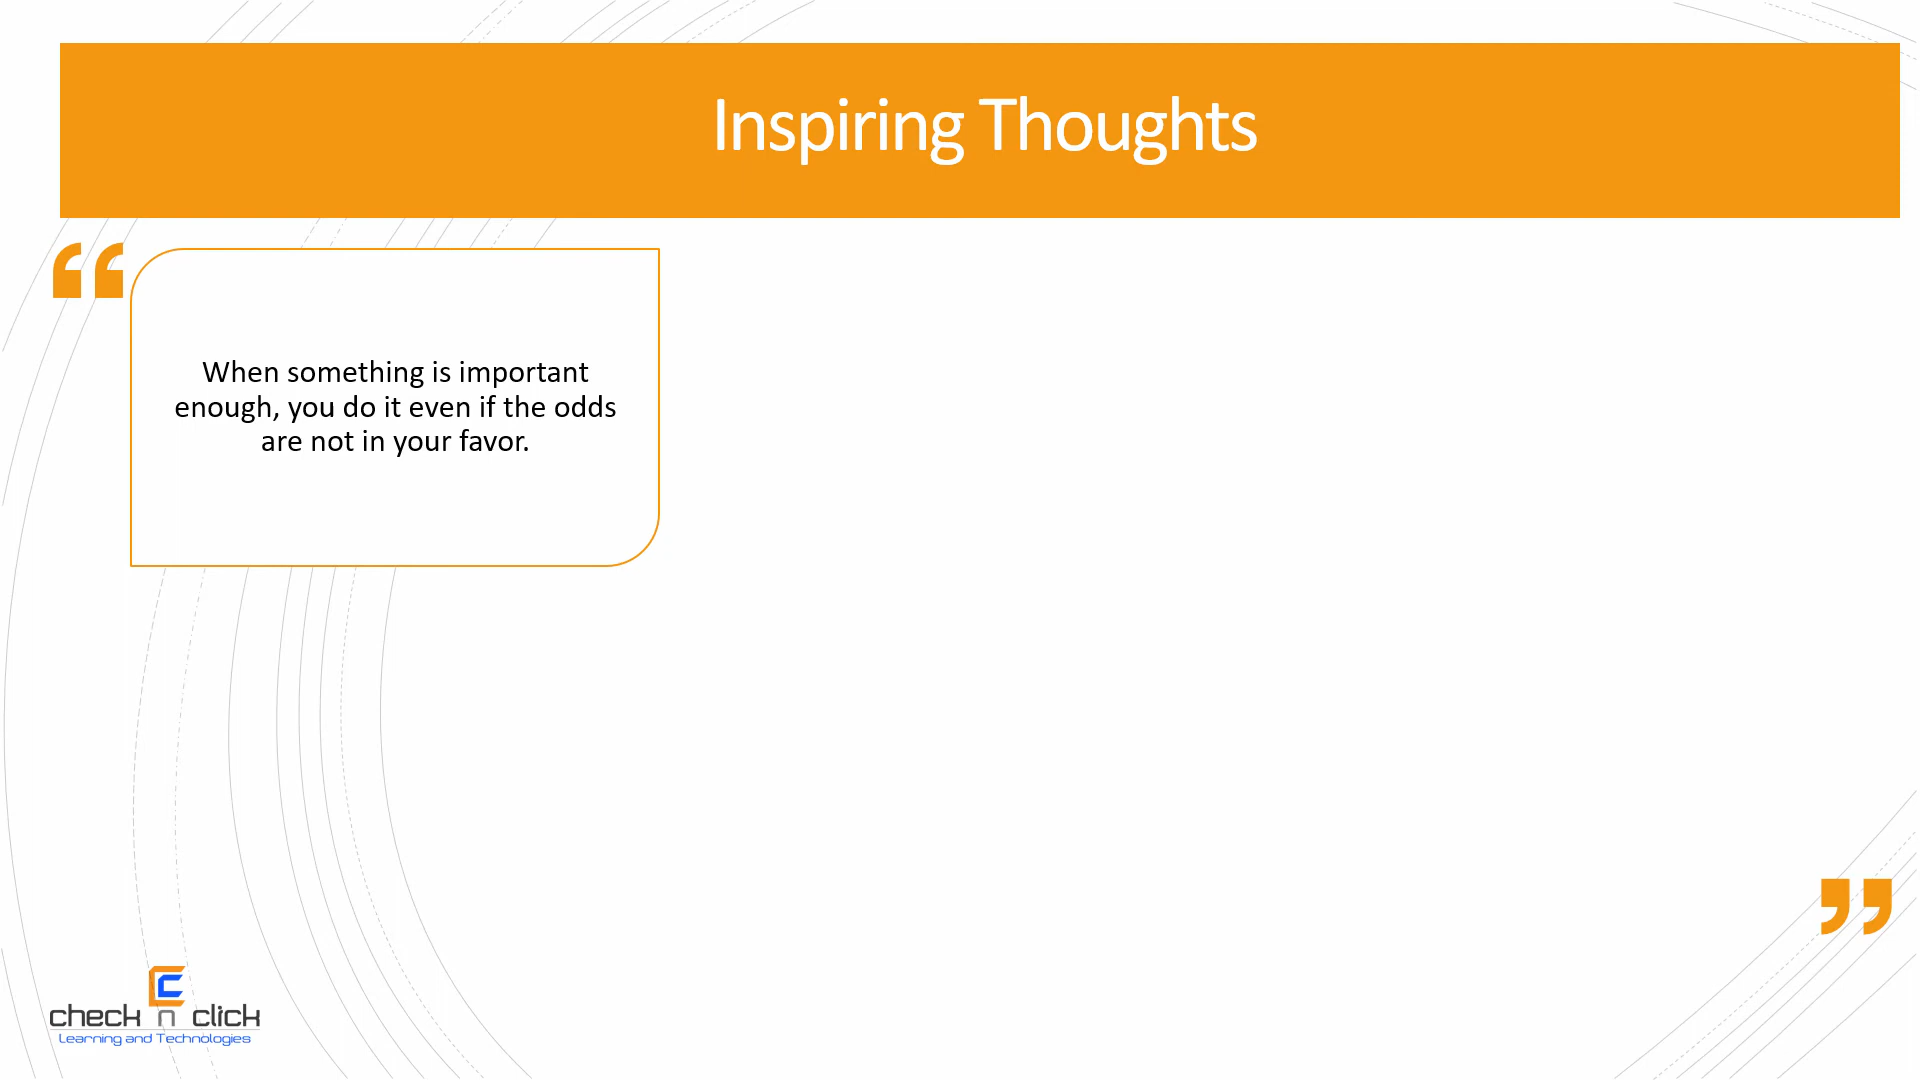 Inspiring Thoughts
When something is important
enough, you do it even if the odds
are not in your favor.
check n click
Learning and Technologies